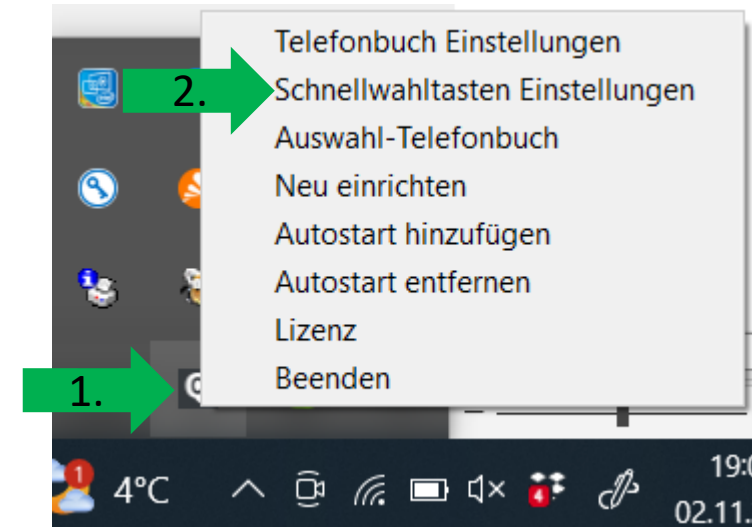 Telefonbuch Einstellungen
2. Schnellwahltasten Einstellungen
Auswahl-Telefonbuch
Neu einrichten
Autostart hinzufügen
Autostart entfernen
Lizenz
1. Beenden
1 4°C 4 19:0
02.11.